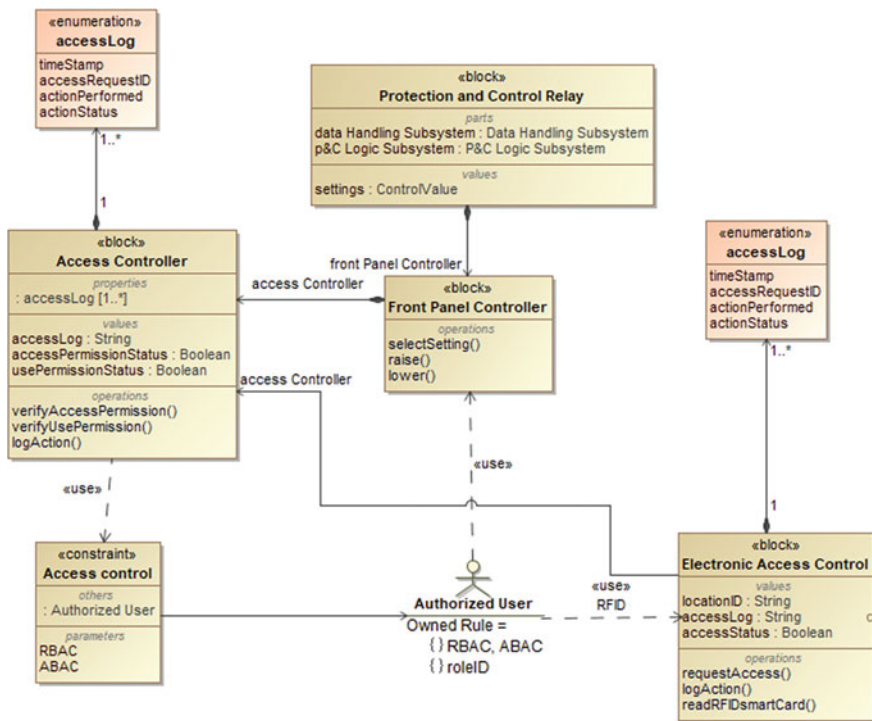 «enumeration»
accessLog
timeStamp
accessRequestID
actionPerformed
actionStatus
1..*
1
«block»
Protection and Control Relay
parts
data Handling Subsystem : Data Handling Subsystem
p&C Logic Subsystem : P&C Logic Subsystem
values
settings : ControlValue
«block»
Access Controller
properties
: accessLog [1..*]
values
accessLog : String
accessPermissionStatus : Boolean
usePermissionStatus : Boolean
operations
verifyAccessPermission()
verifyUsePermission()
logAction()
front Panel Controller
access Controller
«block»
Front Panel Controller
operations
selectSetting()
raise()
lower()
access Controller
«enumeration»
accessLog
timeStamp
accessRequestID
actionPerformed
actionStatus
1..*
1
«use»
«use»
«constraint»
Access control
others
: Authorized User
parameters
RBAC
ABAC
Authorized User
Owned Rule =
{} RBAC, ABAC
{} roleID
«use»
RFID
«block»
Electronic Access Control
values
locationID : String
accessLog : String
accessStatus : Boolean
operations
requestAccess()
logAction()
readRFIDsmartCard()